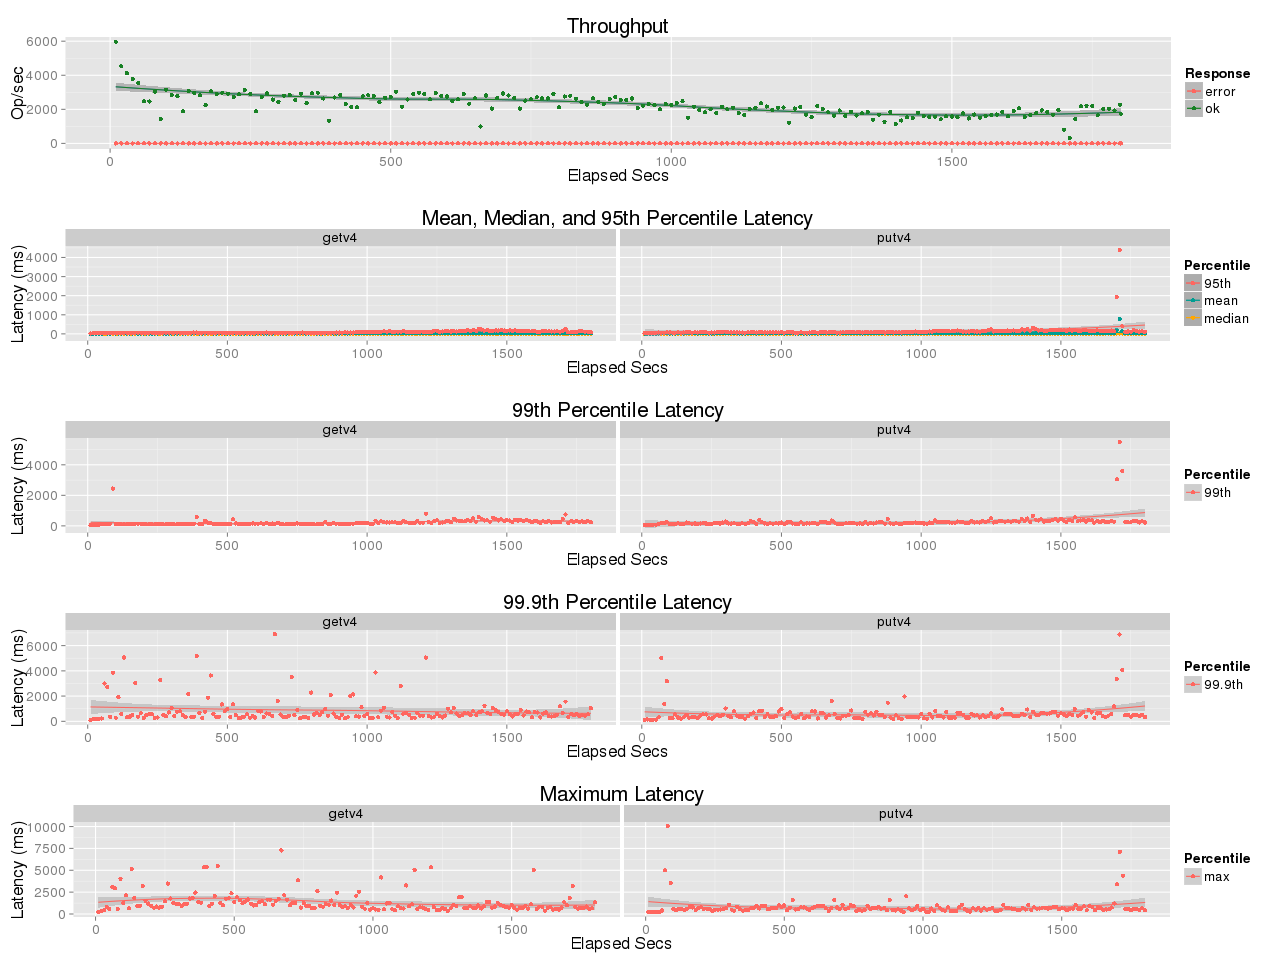 Throughput
Op/sec
6000
4000
2000
0
0 500 1000 1500
Elapsed Secs
Response
error
ok
Mean, Median, and 95th Percentile Latency
getv4 putv4
Latency (ms)
4000
3000
2000
1000
0
0 500 1000 1500 0 500 1000 1500
Elapsed Secs
Percentile
95th
mean
median
99th Percentile Latency
getv4 putv4
Latency (ms)
4000
2000
0
0 500 1000 1500 0 500 1000 1500
Elapsed Secs
Percentile
99th
99.9th Percentile Latency
getv4 putv4
Latency (ms)
6000
4000
2000
0
0 500 1000 1500 0 500 1000 1500
Elapsed Secs
Percentile
99.9th
Maximum Latency
getv4 putv4
Latency (ms)
10000
7500
5000
2500
0
0 500 1000 1500 0 500 1000 1500
Elapsed Secs
Percentile
max